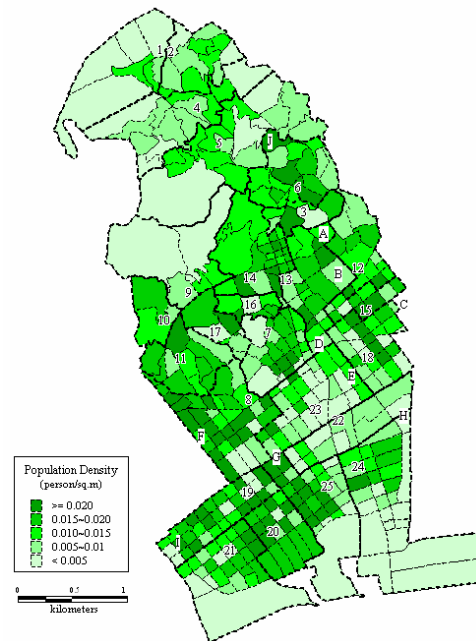 1 2
4
5 J
6
3
A
12
14 13 B
9
16 C
10 15
17 7
D
11 18
E
8
23
F 22 H
G
24
19 25
I 20
21
Population Density
(person/sq.m)
>= 0.020
0.015~0.020
0.010~0.015
0.005~0.01
< 0.005
0 .5 1
kilometers